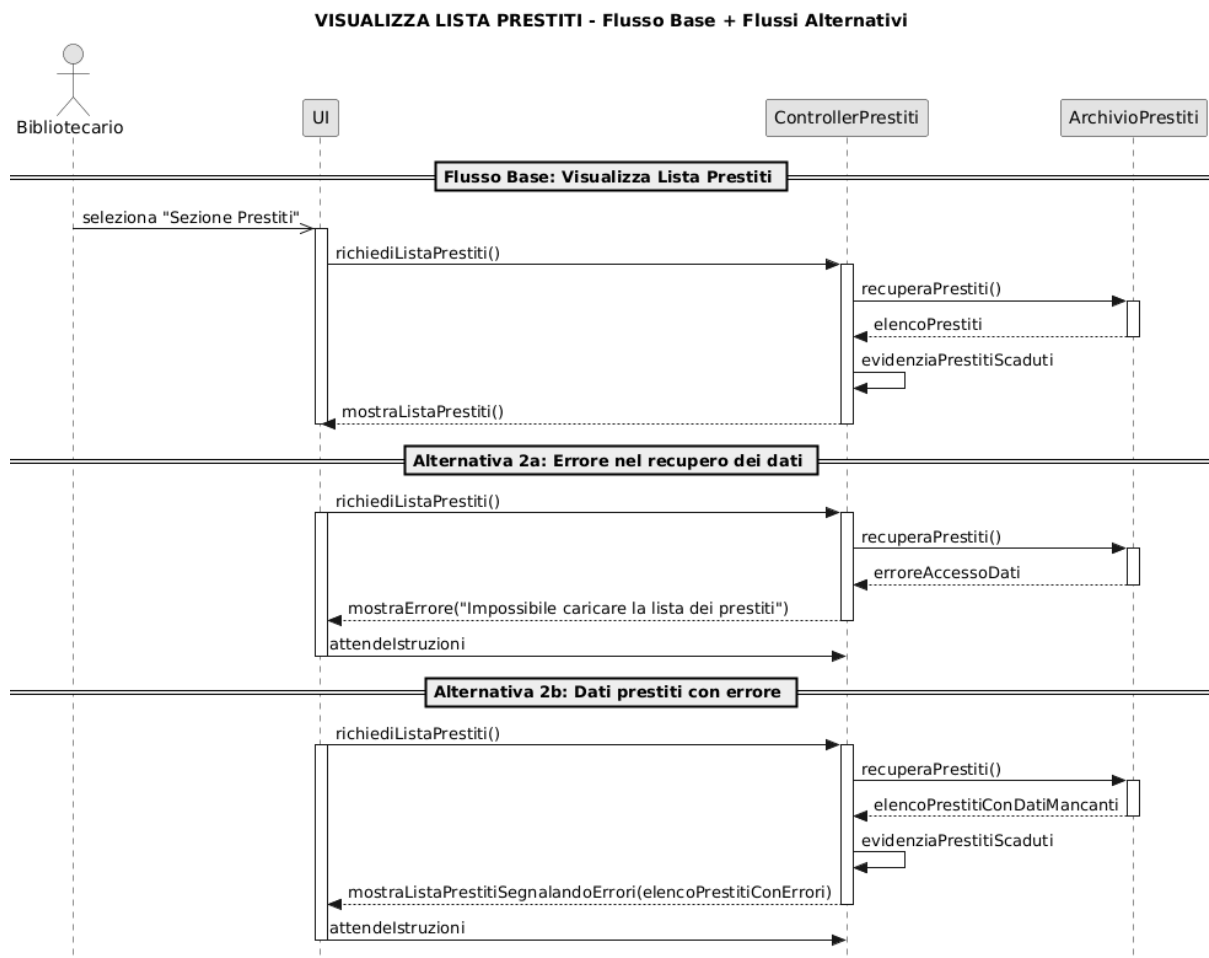 VISUALIZZA LISTA PRESTITI - Flusso Base + Flussi Alternativi
Bibliotecario
UI
ControllerPrestiti
ArchivioPrestiti
Flusso Base: Visualizza Lista Prestiti
seleziona "Sezione Prestiti"
richiediListaPrestiti()
recuperaPrestiti()
elencoPrestiti
evidenziaPrestitiScaduti
mostraListaPrestiti()
Alternativa 2a: Errore nel recupero dei dati
richiediListaPrestiti()
recuperaPrestiti()
erroreAccessoDati
mostraErrore("Impossibile caricare la lista dei prestiti")
attendeIstruzioni
Alternativa 2b: Dati prestiti con errore
richiediListaPrestiti()
recuperaPrestiti()
elencoPrestitiConDatiMancanti
evidenziaPrestitiScaduti
mostraListaPrestitiSegnalandoErrori(elencoPrestitiConErrori)
attendeIstruzioni